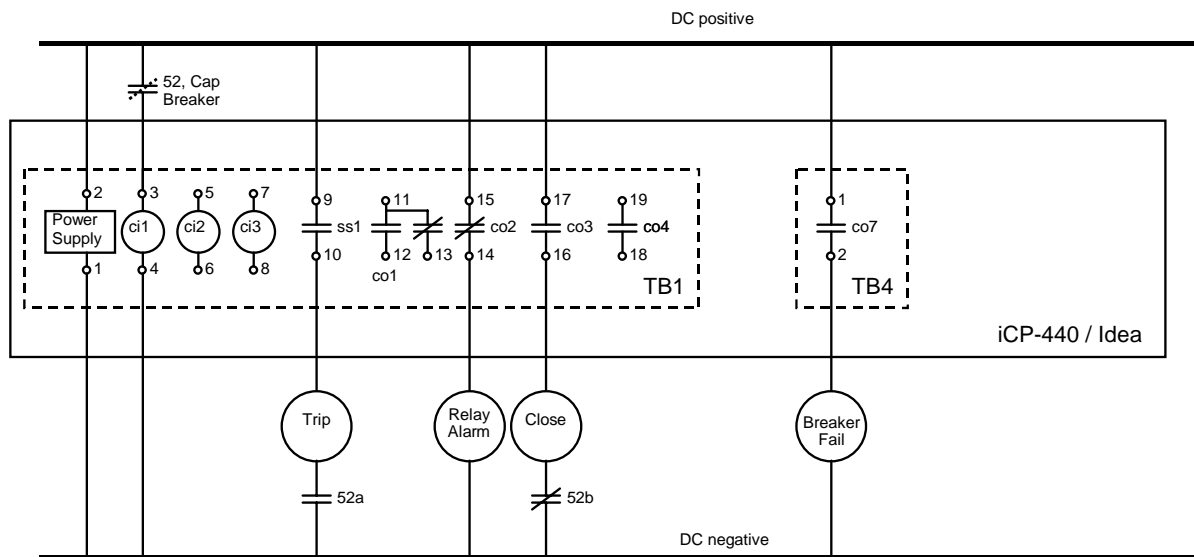 DC positive
52, Cap
Breaker
2 3 5 7 9 11 15 17 19 1
Power
Supply
ci1 ci2 ci3 ss1 co2 co3 co4 co7
1 4 6 8 10 12 13 14 16 18 2
co1
TB1 TB4
iCP-440 / Idea
Trip
Relay
Alarm
Close
Breaker
Fail
52a 52b
DC negative